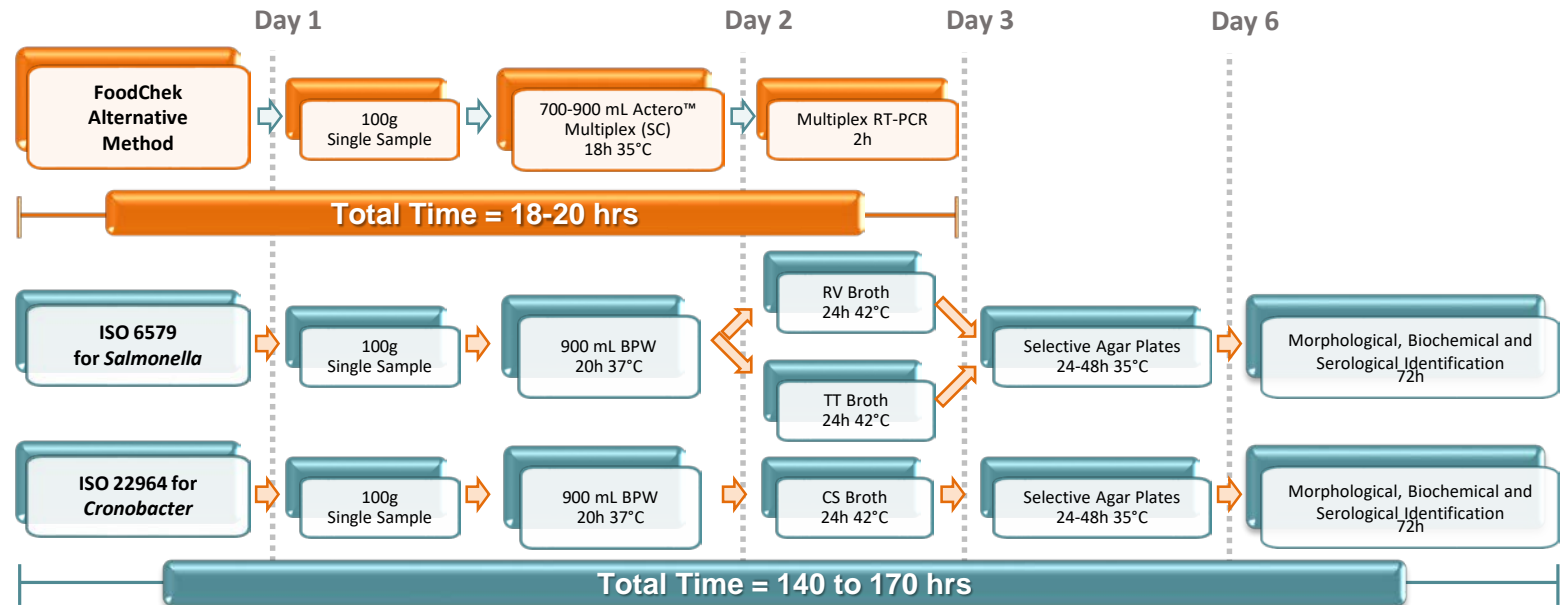 Day 1
Day 2
Day 3
Day 6
FoodChek
Alternative
Method
100g
Single Sample
700-900 mL Actero™
Multiplex (SC)
18h 35°C
Multiplex RT-PCR
2h
Total Time = 18-20 hrs
ISO 6579
for Salmonella
100g
Single Sample
900 mL BPW
20h 37°C
RV Broth
24h 42°C
TT Broth
24h 42°C
Selective Agar Plates
24-48h 35°C
Morphological, Biochemical and
Serological Identification
72h
ISO 22964 for
Cronobacter
100g
Single Sample
900 mL BPW
20h 37°C
CS Broth
24h 42°C
Selective Agar Plates
24-48h 35°C
Morphological, Biochemical and
Serological Identification
72h
Total Time = 140 to 170 hrs